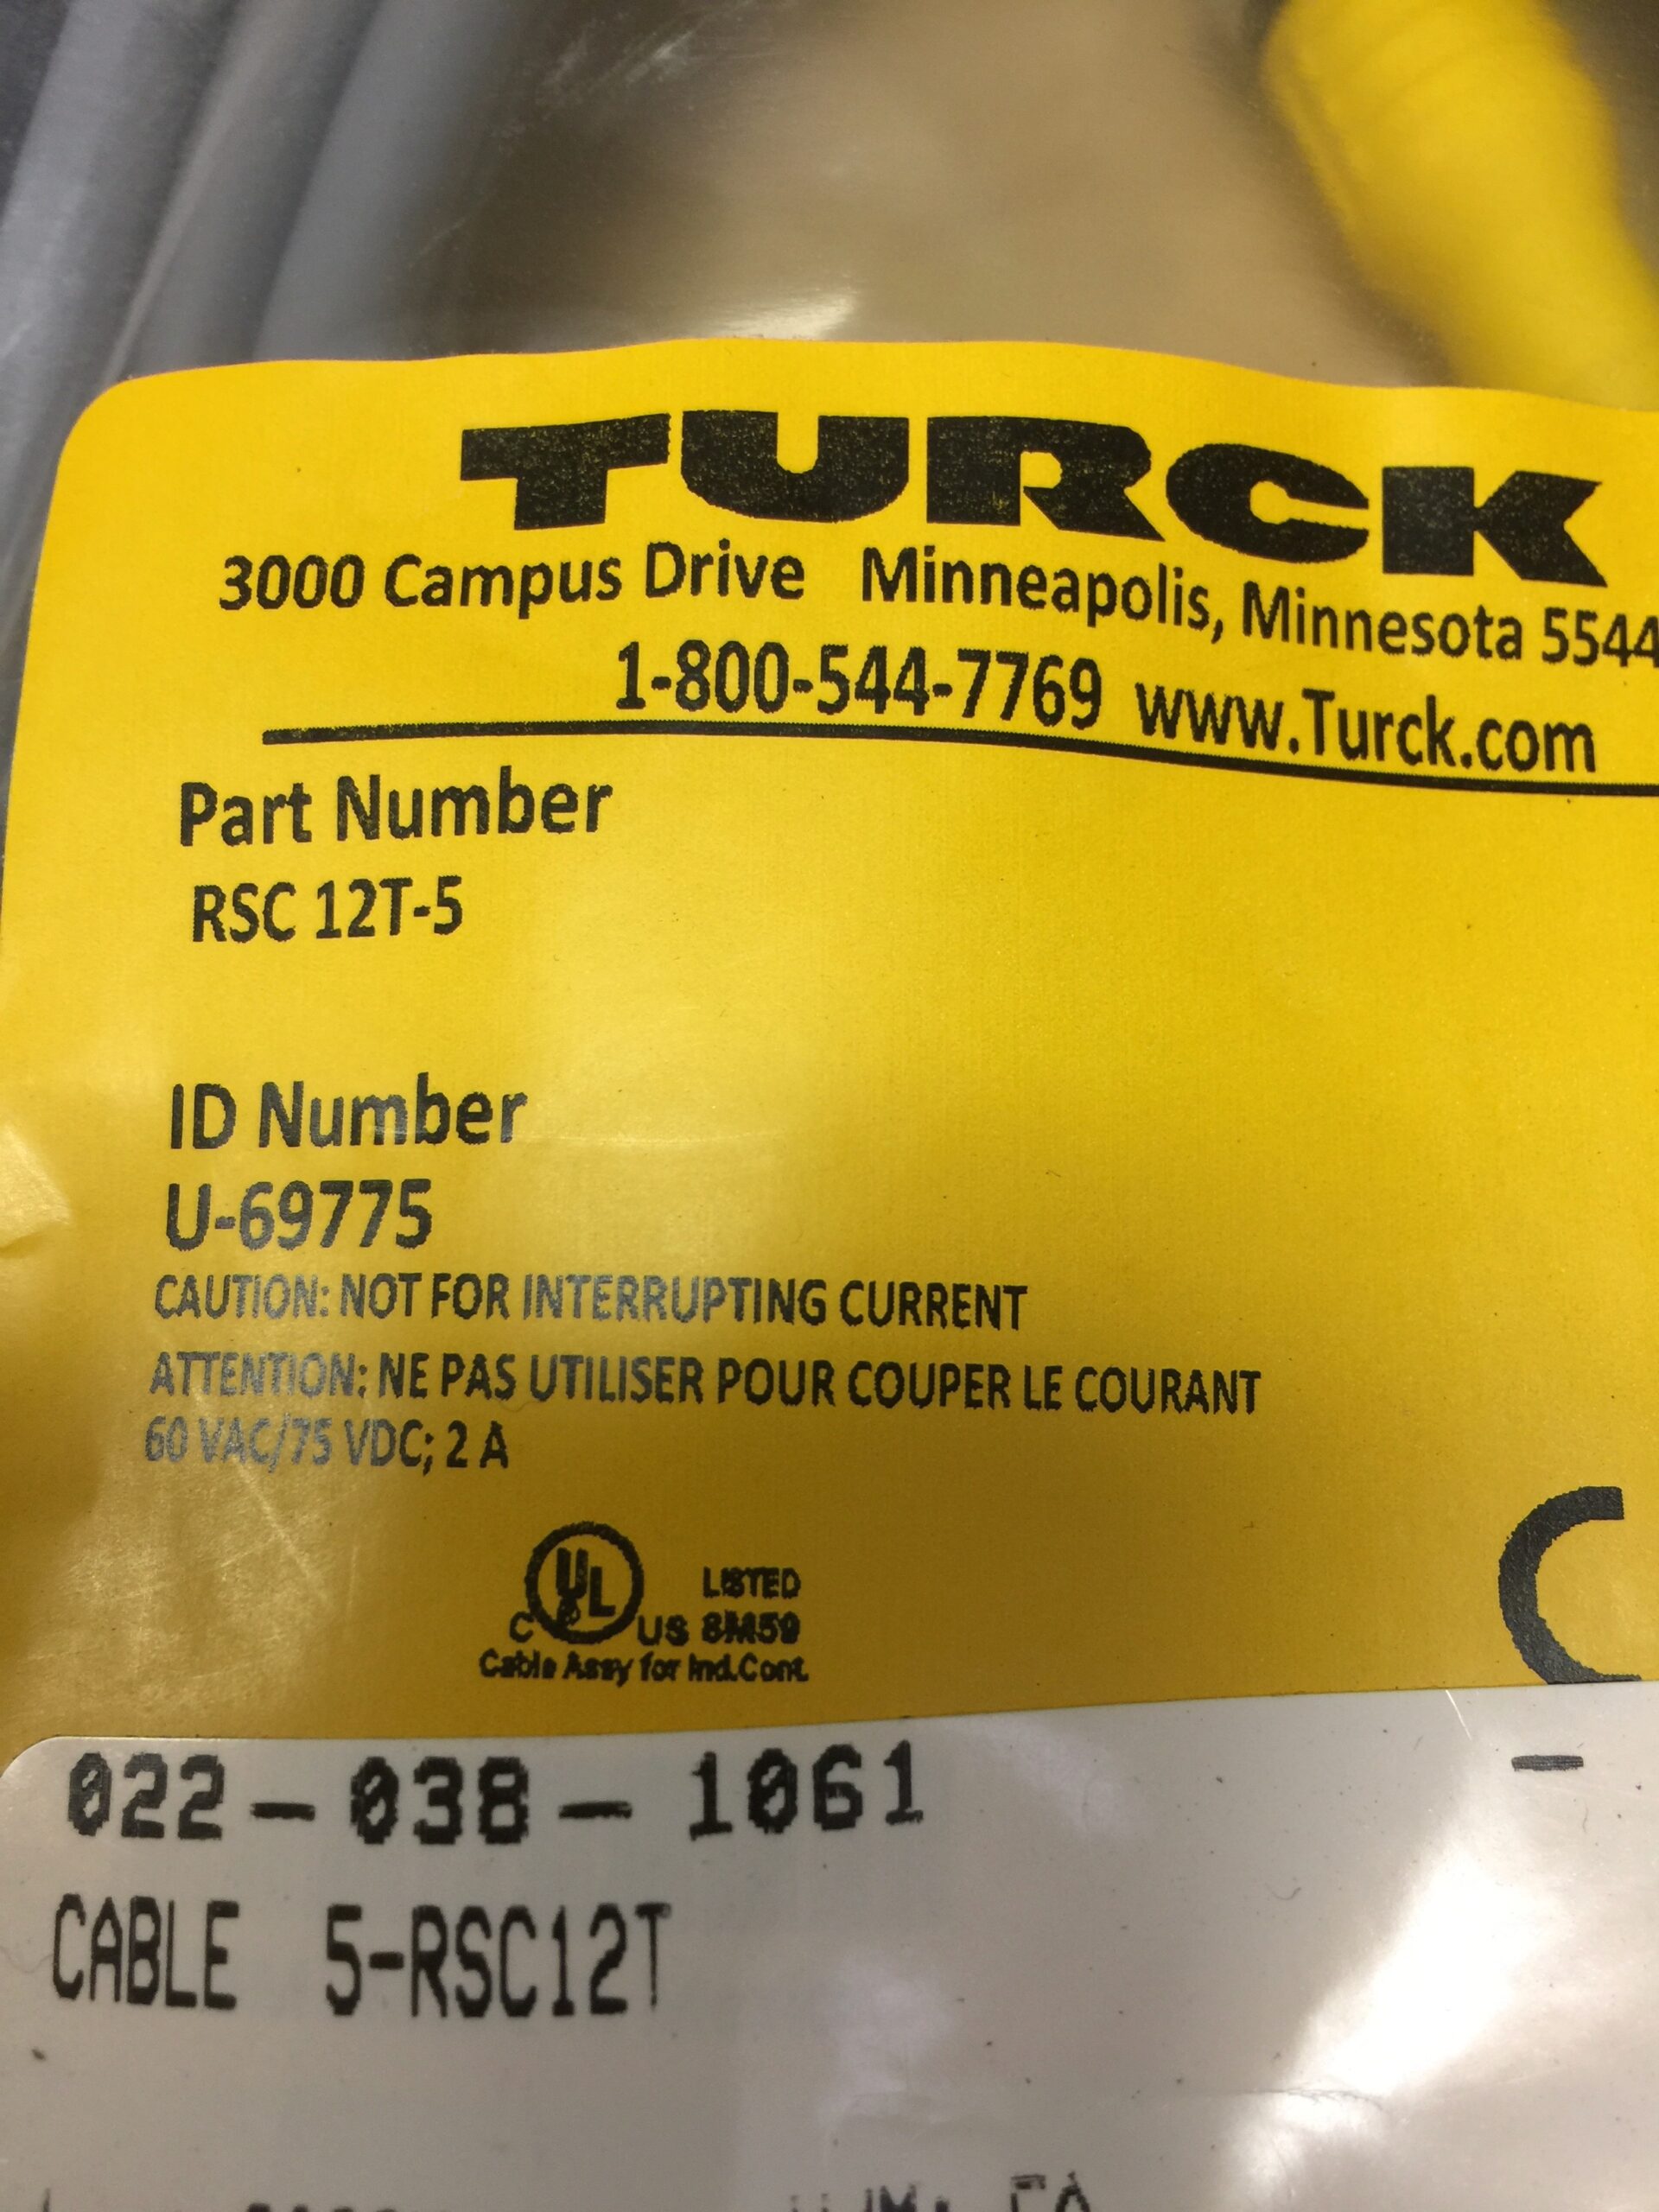 TURCK
3000 Campus Drive Minneapolis, Minnesota 5544
1-800-544-7769 www.Turck.com
Part Number
RSC 12T-5
ID Number
U-69775
CAUTION: NOT FOR INTERRUPTING CURRENT
ATTENTION: NE PAS UTILISER POUR COUPER LE COURANT
60 VAC/75 VDC; 2 A
UL LISTED
C US 8M59
Cable Assy for Ind.Cont.
022-038-1061 -
CABLE 5-RSC12T